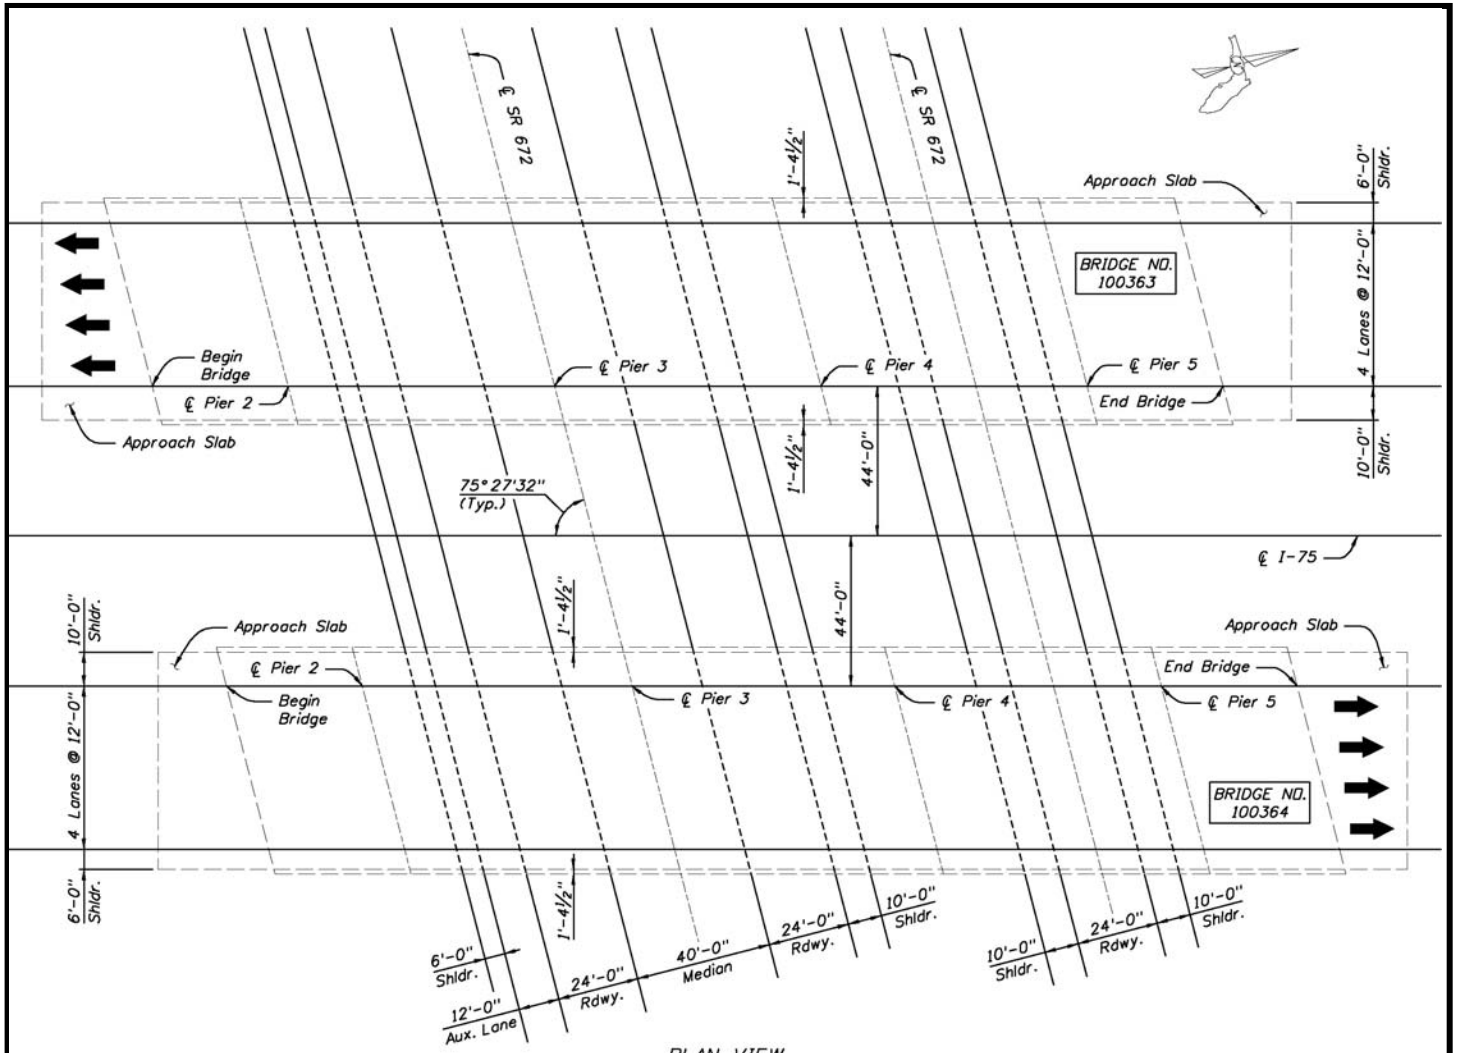 ℄ SR 672
℄ SR 672
1'-4½"
Approach Slab
6'-0"
Shldr.
BRIDGE NO.
100363
4 Lanes @ 12'-0"
Begin
Bridge
℄ Pier 2
℄ Pier 3
℄ Pier 4
℄ Pier 5
End Bridge
Approach Slab
1'-4½"
44'-0"
10'-0"
Shldr.
75°27'32"
(Typ.)
℄ I-75
10'-0"
Shldr.
Approach Slab
1'-4½"
44'-0"
Approach Slab
℄ Pier 2
End Bridge
Begin
Bridge
℄ Pier 3
℄ Pier 4
℄ Pier 5
4 Lanes @ 12'-0"
BRIDGE NO.
100364
6'-0"
Shldr.
1'-4½"
6'-0"
Shldr.
12'-0"
Aux. Lane
24'-0"
Rdwy.
40'-0"
Median
24'-0"
Rdwy.
10'-0"
Shldr.
10'-0"
Shldr.
24'-0"
Rdwy.
10'-0"
Shldr.
PLAN VIEW